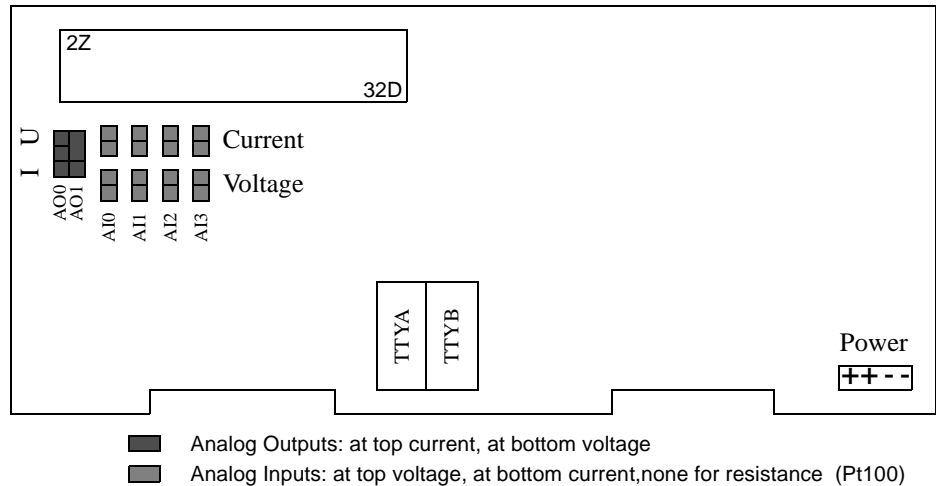 2Z
32D
I U
Current
Voltage
AO0
AO1
AI0
AI1
AI2
AI3
TTYA
TTYB
Power
++--
Analog Outputs: at top current, at bottom voltage
Analog Inputs: at top voltage, at bottom current,none for resistance (Pt100)